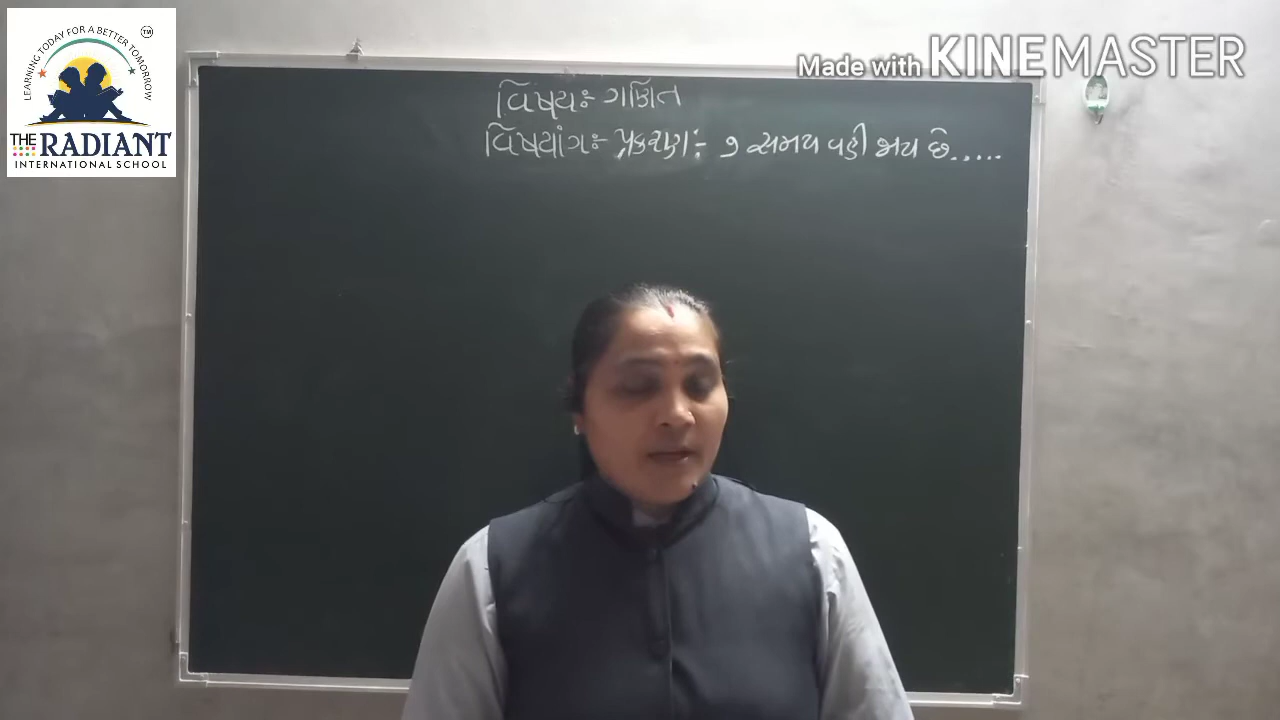 LEARNING TODAY FOR A BETTER TOMORROW
TM
THE RADIANT
INTERNATIONAL SCHOOL
Made with KINEMASTER
વિષયઃ- ગણિત
વિષયાંગઃ- પ્રકરણઃ- ૭ સમય વહી જાય છે.....